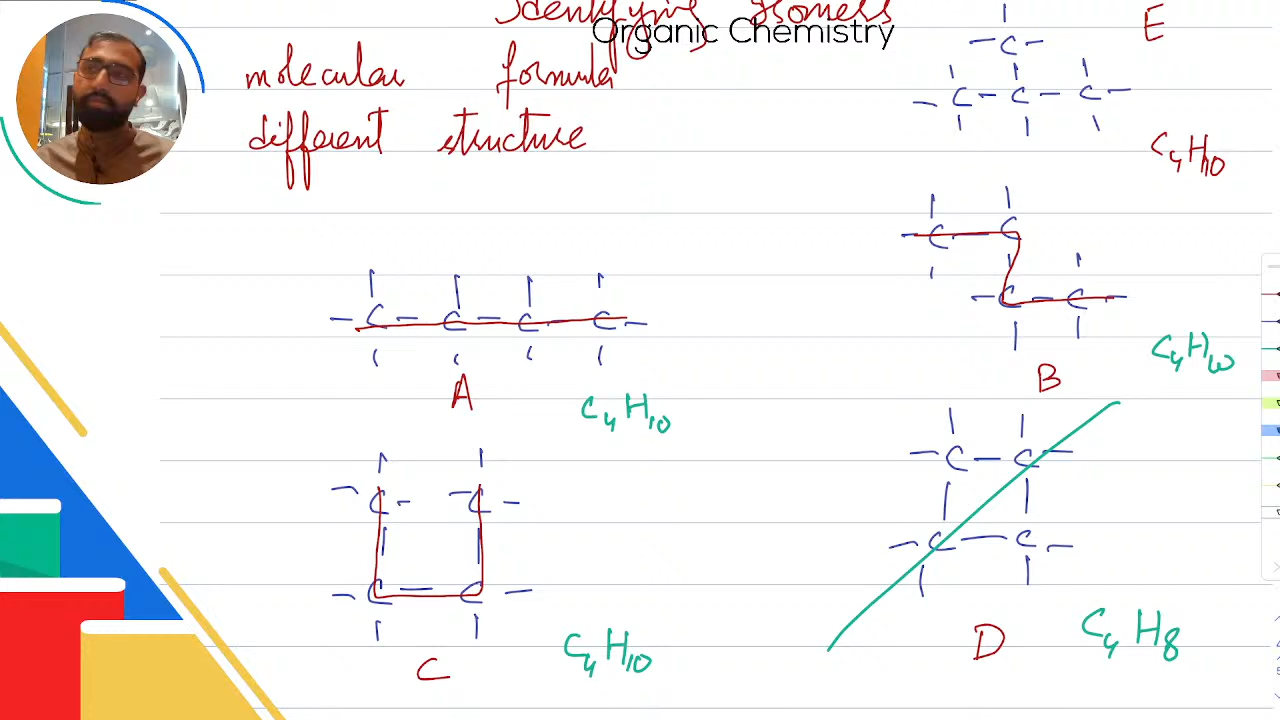 Identifying Isomers
Organic Chemistry
molecular formula
different structure
E
C4H10
A
C4H10
B
C4H10
C
C4H10
D
C4H8